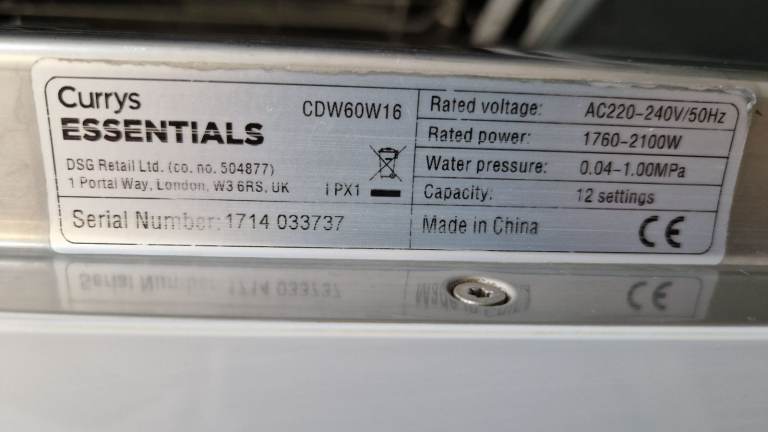 Currys
ESSENTIALS
CDW60W16
DSG Retail Ltd. (co. no. 504877)
1 Portal Way, London, W3 6RS, UK
IPX1
Serial Number: 1714 033737
Rated voltage: AC220-240V/50Hz
Rated power: 1760-2100W
Water pressure: 0.04-1.00MPa
Capacity: 12 settings
Made in China
CE